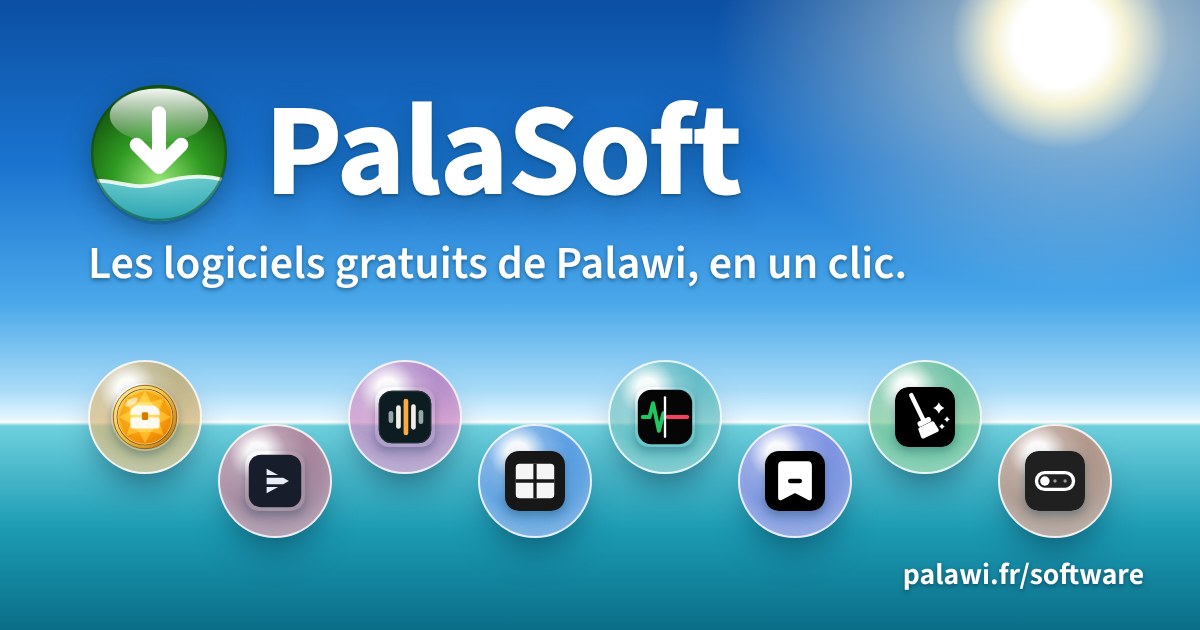 PalaSoft
Les logiciels gratuits de Palawi, en un clic.
palawi.fr/software